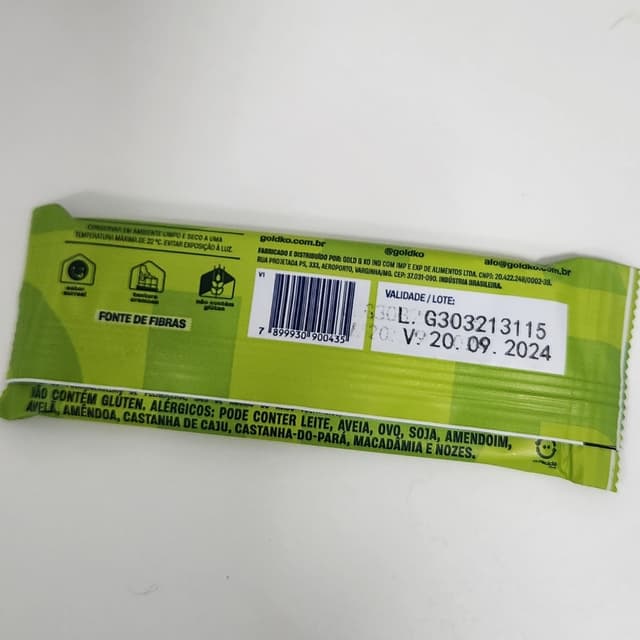 CONSERVAR EM AMBIENTE LIMPO E SECO A UMA
TEMPERATURA MÁXIMA DE 22 ºC. EVITAR EXPOSIÇÃO À LUZ.
sabor
surreal
textura
cremosa
não contém
glúten
FONTE DE FIBRAS
goldko.com.br
@goldko
alo@goldko.com.br
FABRICADO E DISTRIBUÍDO POR: GOLD & KO IND COM IMP E EXP DE ALIMENTOS LTDA. CNPJ: 20.422.248/0002-39.
RUA PROJETADA P5, 333, AEROPORTO, VARGINHA/MG. CEP: 37.031-090. INDÚSTRIA BRASILEIRA.
V1
7 899930 900435
VALIDADE / LOTE:
L. G303213115
V. 20. 09. 2024
NÃO CONTÉM GLÚTEN. ALÉRGICOS: PODE CONTER LEITE, AVEIA, OVO, SOJA, AMENDOIM,
AVELÃ, AMÊNDOA, CASTANHA DE CAJU, CASTANHA-DO-PARÁ, MACADÂMIA E NOZES.